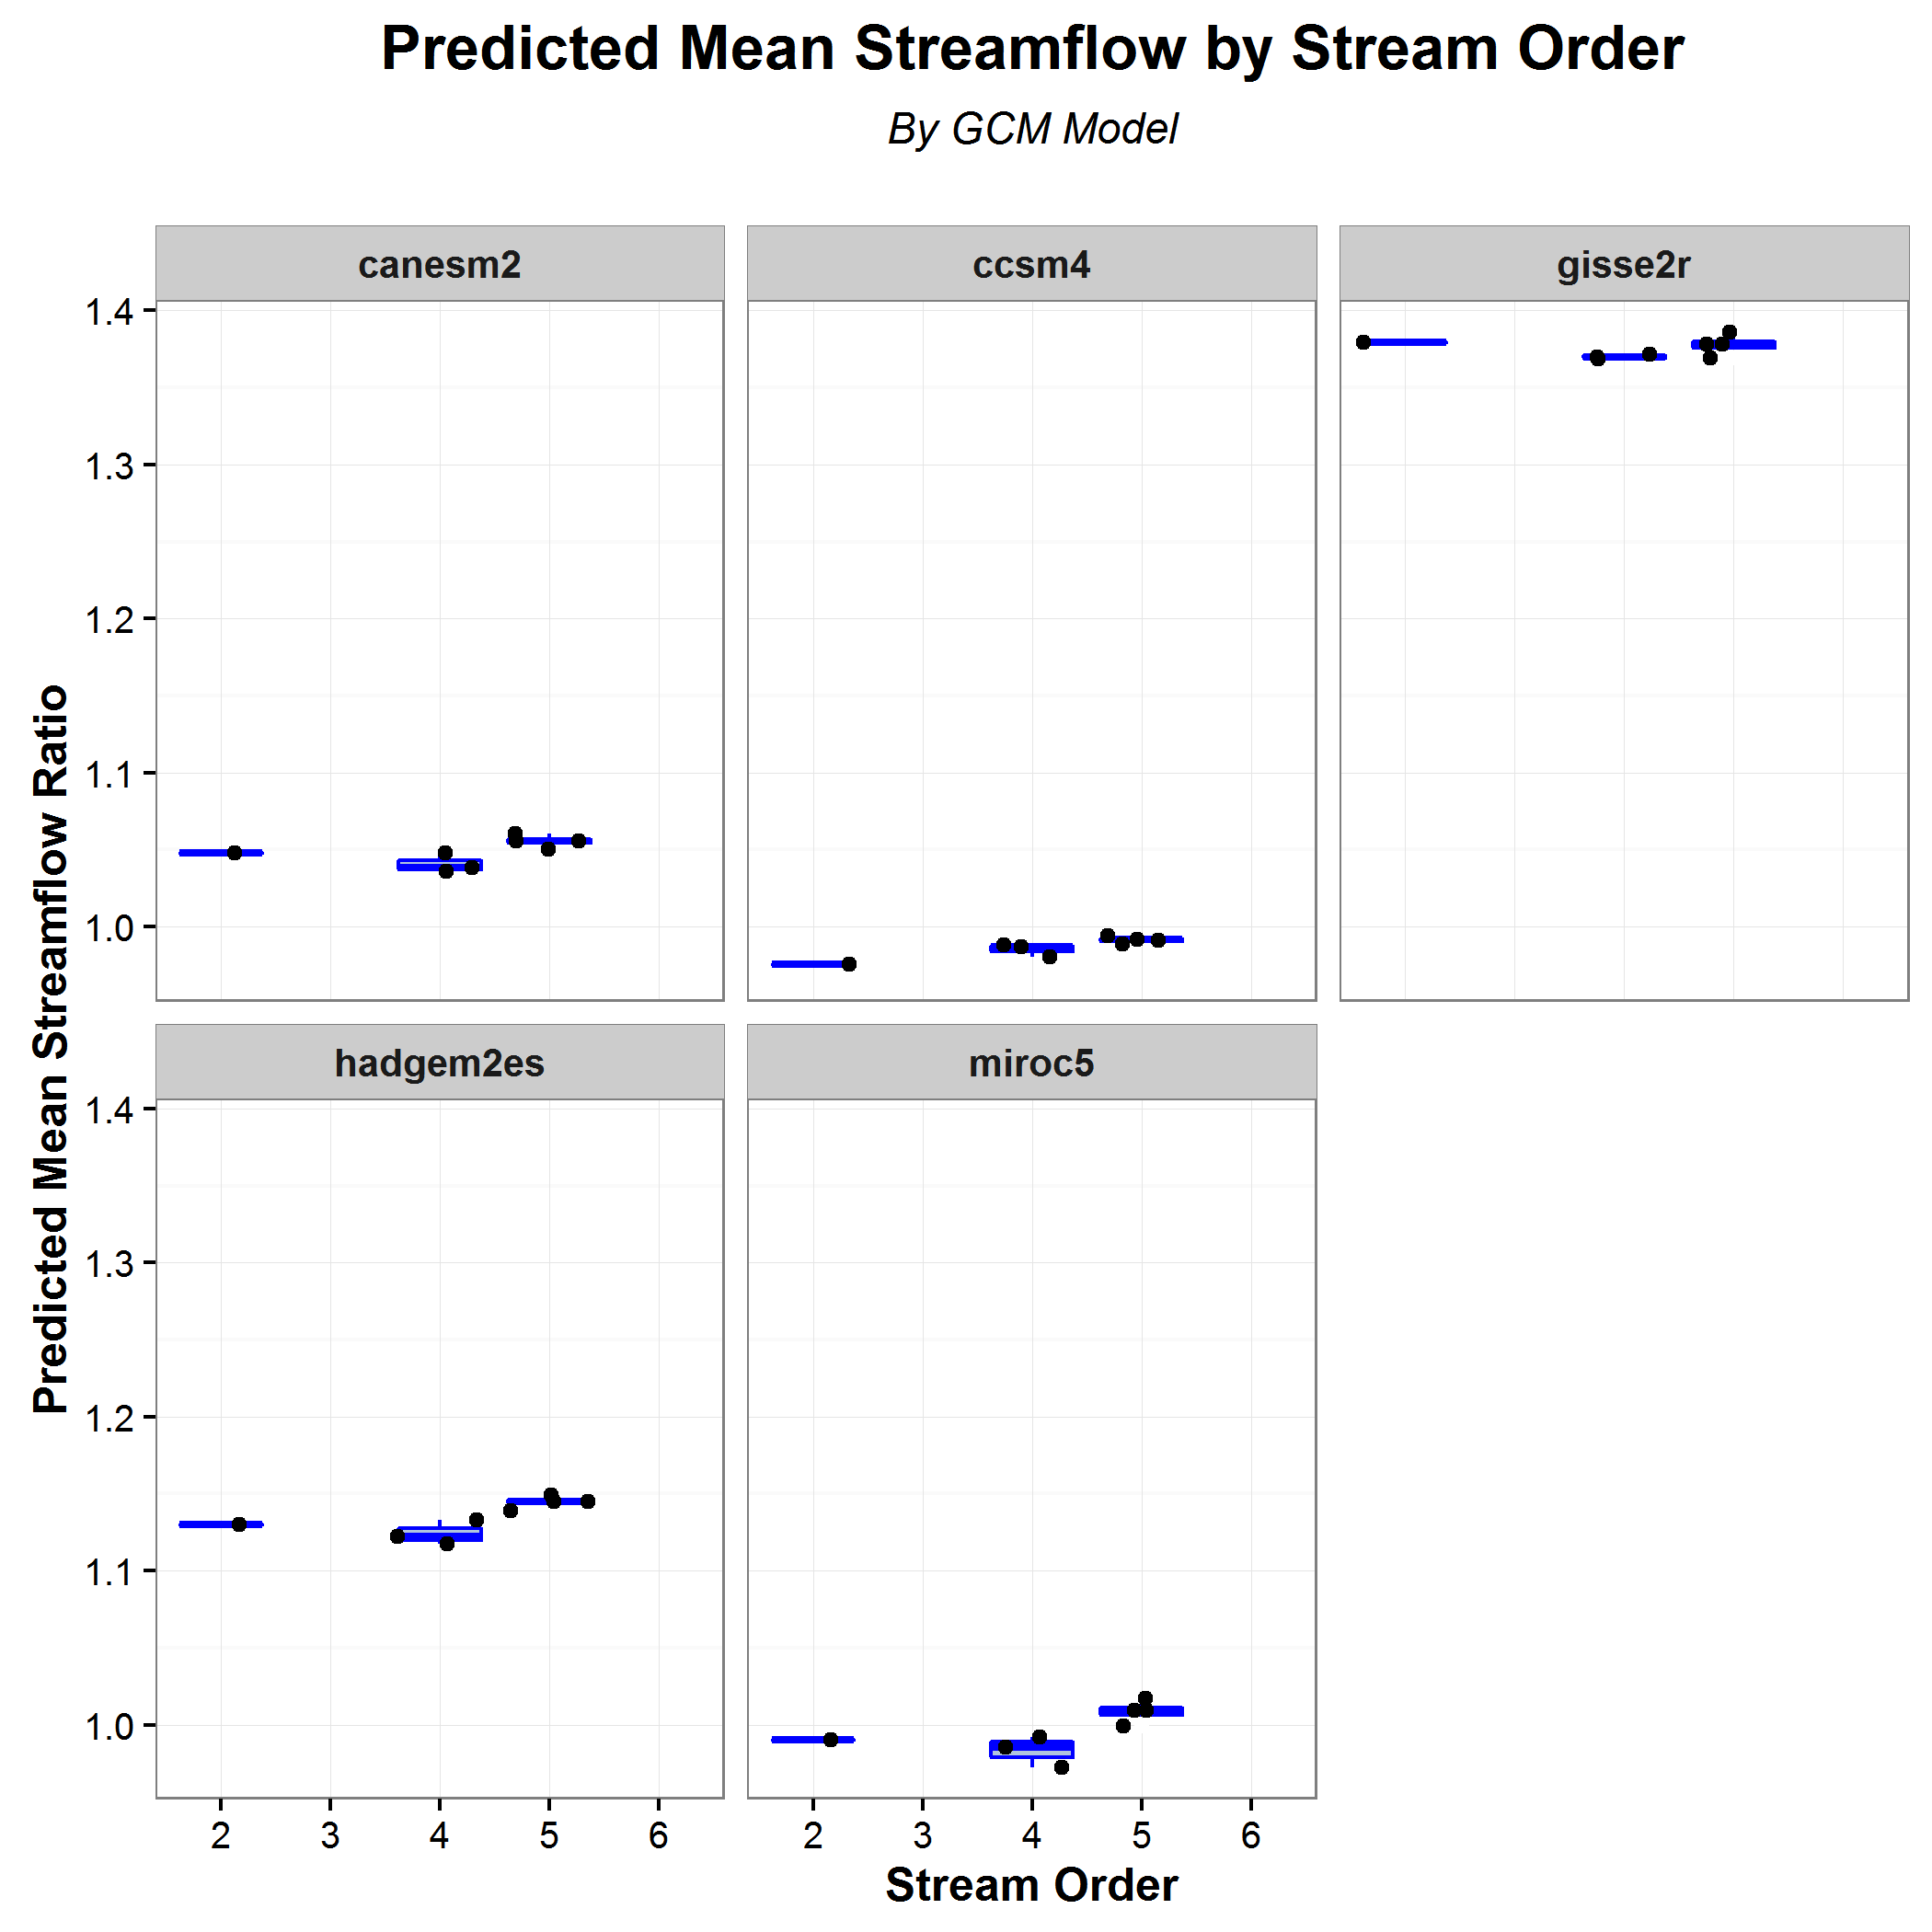 Predicted Mean Streamflow by Stream Order
By GCM Model
canesm2
ccsm4
gisse2r
1.4
1.3
1.2
1.1
1.0
Predicted Mean Streamflow Ratio
hadgem2es
miroc5
1.4
1.3
1.2
1.1
1.0
2 3 4 5 6
2 3 4 5 6
Stream Order